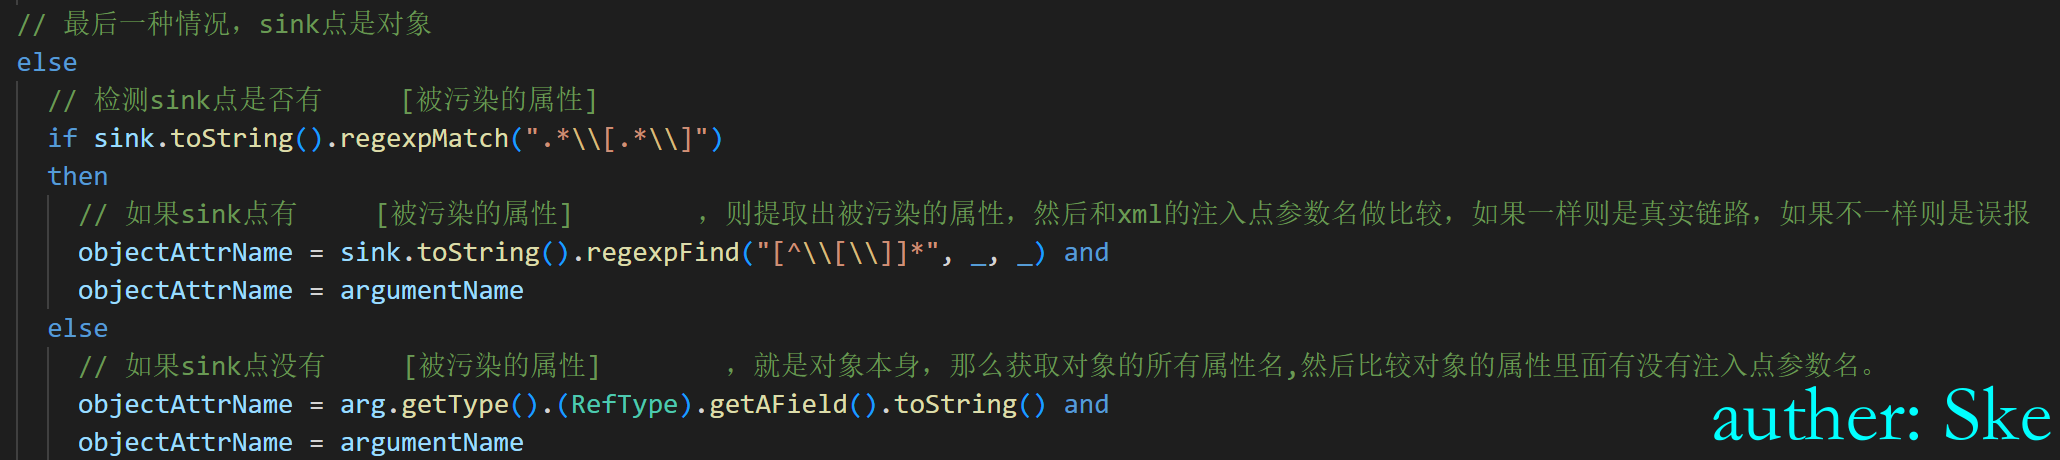 // 最后一种情况，sink点是对象
else
// 检测sink点是否有     [被污染的属性]
if sink.toString().regexpMatch(".*\\[.*\\]")
then
// 如果sink点有     [被污染的属性]        ，则提取出被污染的属性，然后和xml的注入点参数名做比较，如果一样则是真实链路，如果不一样则是误报
objectAttrName = sink.toString().regexpFind("[^\\[\\]]*", _, _) and
objectAttrName = argumentName
else
// 如果sink点没有     [被污染的属性]        ，就是对象本身，那么获取对象的所有属性名,然后比较对象的属性里面有没有注入点参数名。
objectAttrName = arg.getType().(RefType).getAField().toString() and
objectAttrName = argumentName
auther: Ske